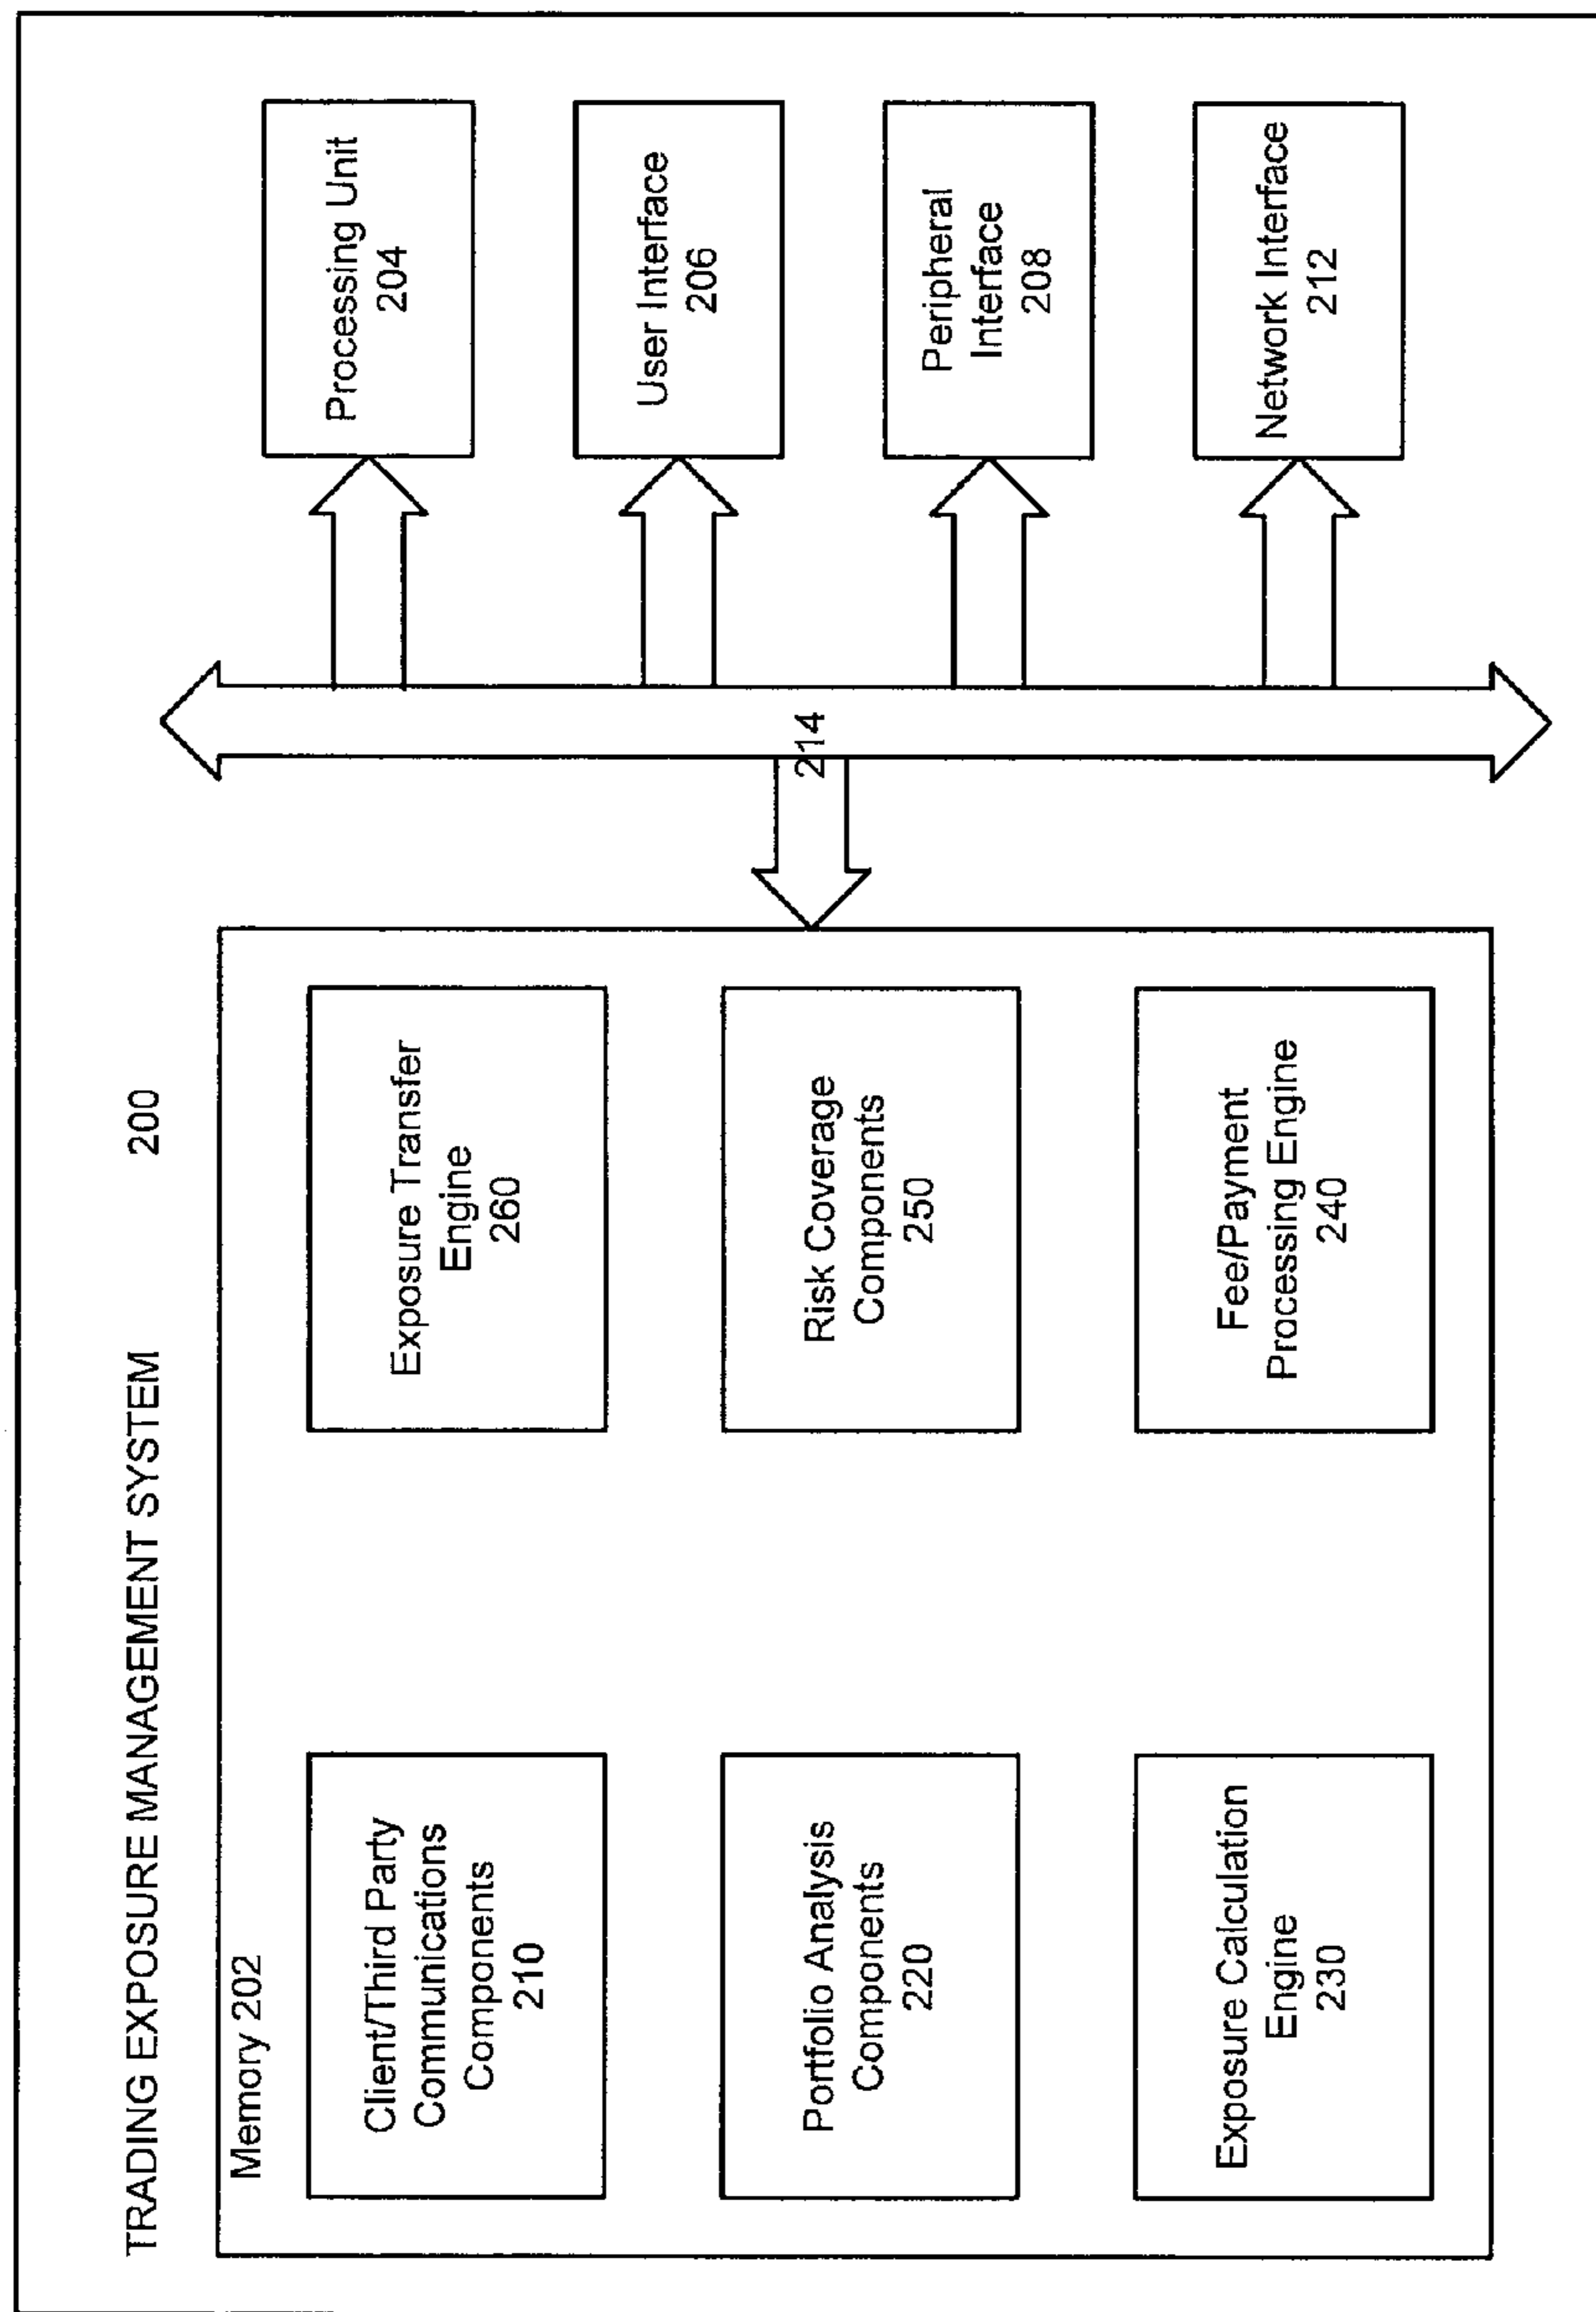 TRADING EXPOSURE MANAGEMENT SYSTEM 200
Memory 202
Client/Third Party
Communications
Components
210
Exposure Transfer
Engine
260
Portfolio Analysis
Components
220
Risk Coverage
Components
250
Exposure Calculation
Engine
230
Fee/Payment
Processing Engine
240
214
Processing Unit
204
User Interface
206
Peripheral
Interface
208
Network Interface
212